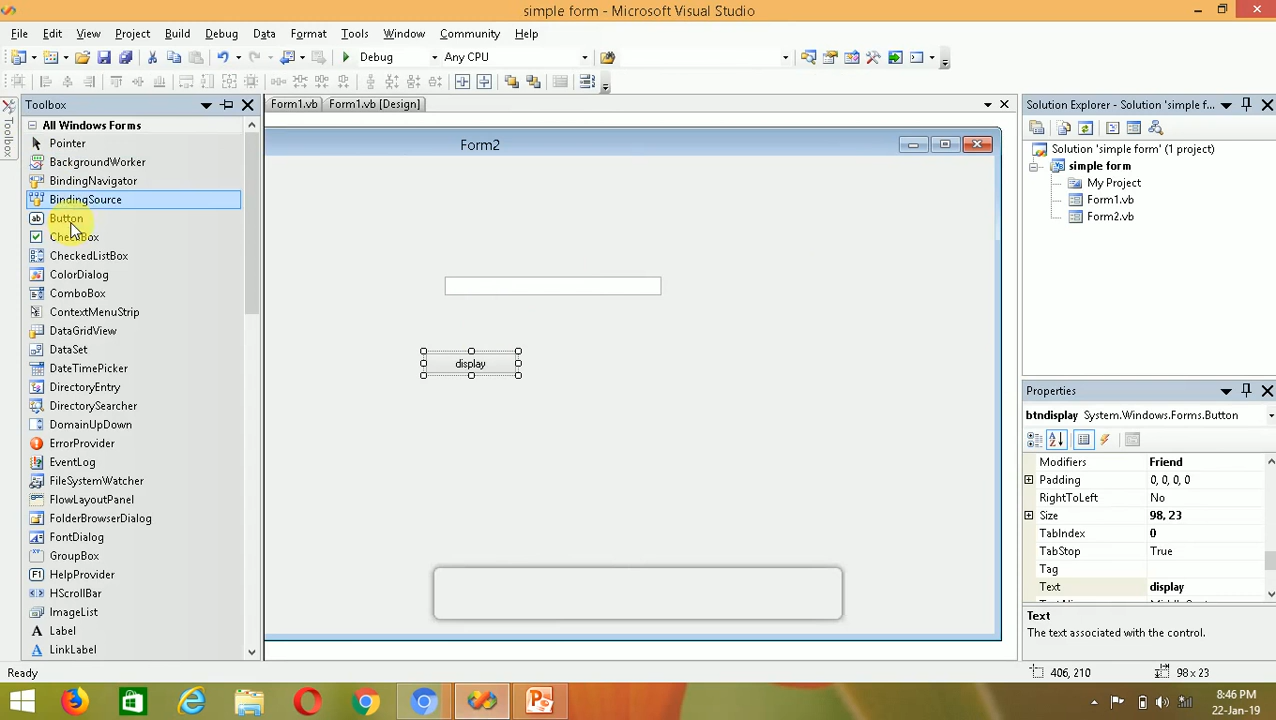 simple form - Microsoft Visual Studio
File Edit View Project Build Debug Data Format Tools Window Community Help
Debug Any CPU
Toolbox
All Windows Forms
Pointer
BackgroundWorker
BindingNavigator
BindingSource
Button
CheckBox
CheckedListBox
ColorDialog
ComboBox
ContextMenuStrip
DataGridView
DataSet
DateTimePicker
DirectoryEntry
DirectorySearcher
DomainUpDown
ErrorProvider
EventLog
FileSystemWatcher
FlowLayoutPanel
FolderBrowserDialog
FontDialog
GroupBox
HelpProvider
HScrollBar
ImageList
Label
LinkLabel
Toolbox
Form1.vb Form1.vb [Design]
Form2
display
Solution Explorer - Solution 'simple f...
Solution 'simple form' (1 project)
simple form
My Project
Form1.vb
Form2.vb
Properties
btndisplay System.Windows.Forms.Button
Modifiers Friend
Padding 0, 0, 0, 0
RightToLeft No
Size 98, 23
TabIndex 0
TabStop True
Tag
Text display
Text
The text associated with the control.
Ready
406, 210 98 x 23
8:46 PM
22-Jan-19